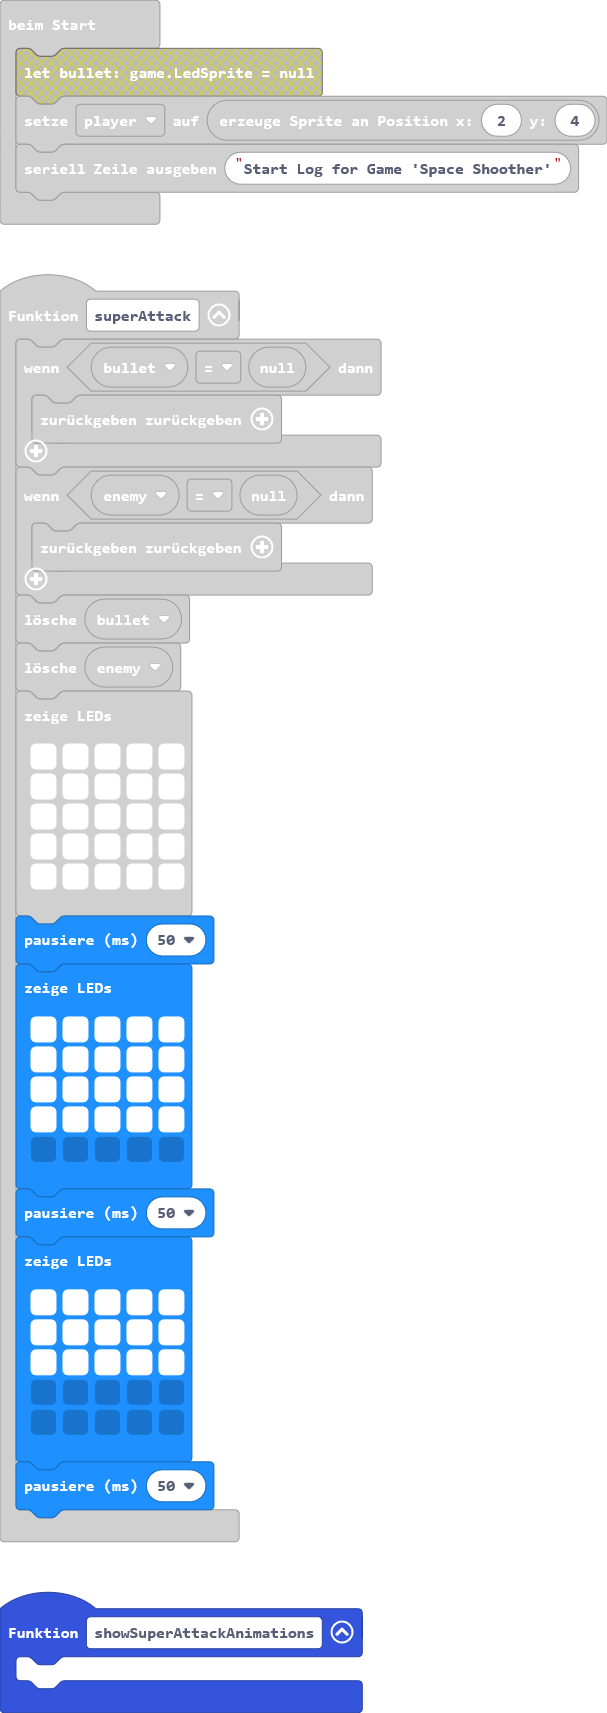 beim Start
let bullet: game.LedSprite = null
setze player auf erzeuge Sprite an Position x: 2 y: 4
seriell Zeile ausgeben "Start Log for Game 'Space Shoother'"
Funktion superAttack
wenn bullet = null dann
zurückgeben zurückgeben
wenn enemy = null dann
zurückgeben zurückgeben
lösche bullet
lösche enemy
zeige LEDs
pausiere (ms) 50
zeige LEDs
pausiere (ms) 50
zeige LEDs
pausiere (ms) 50
Funktion showSuperAttackAnimations